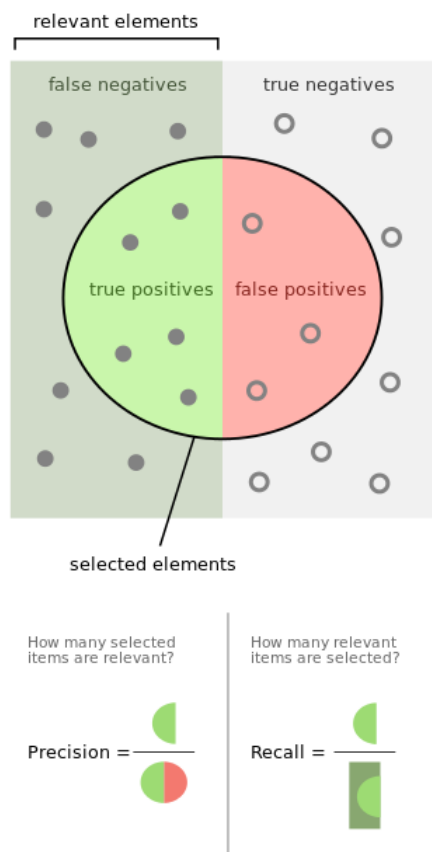 relevant elements
false negatives
true negatives
true positives
false positives
selected elements
How many selected
items are relevant?
How many relevant
items are selected?
Precision =
Recall =